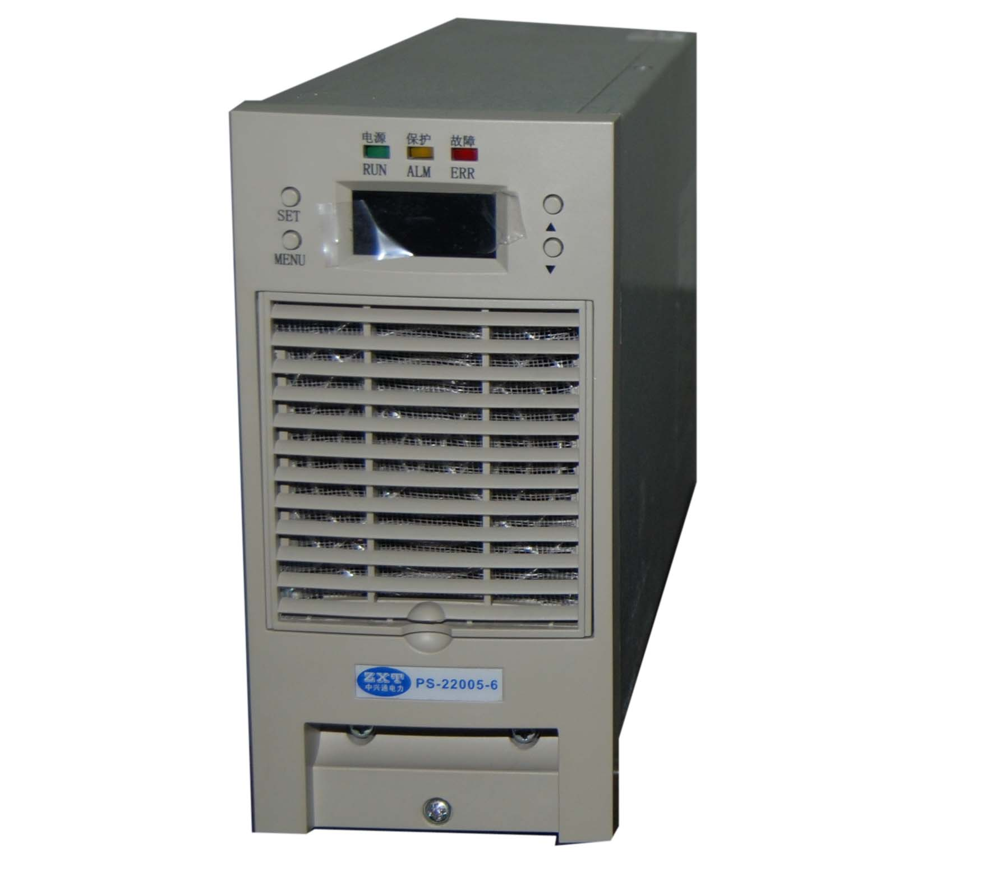 电源 保护 故障
RUN ALM ERR
SET
▲
MENU
▼
ZXT
中兴通电力
PS-22005-6